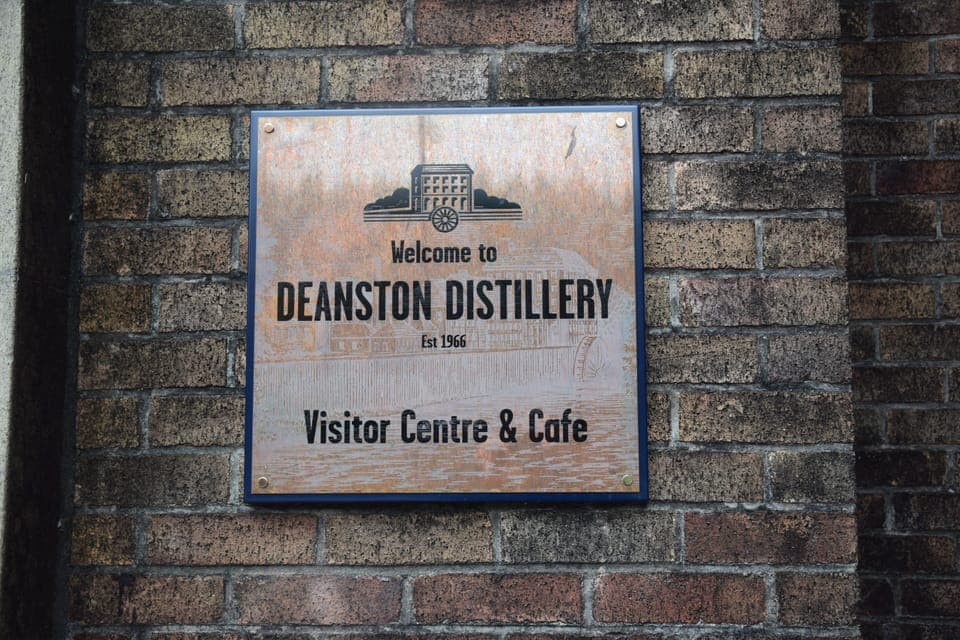 Welcome to
DEANSTON DISTILLERY
Est 1966
Visitor Centre & Cafe